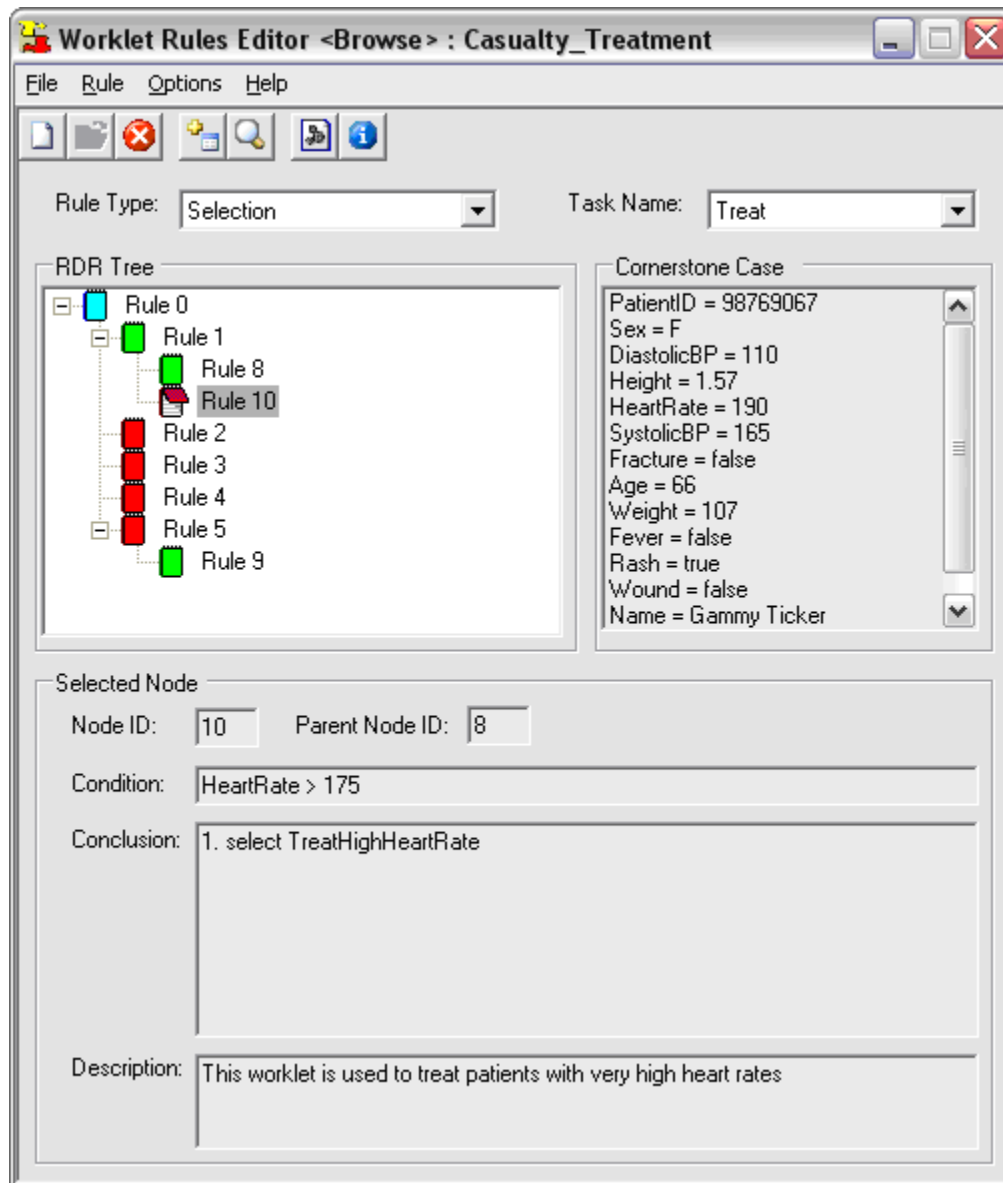 Worklet Rules Editor <Browse> : Casualty_Treatment
File Rule Options Help
Rule Type: Selection Task Name: Treat
RDR Tree
Rule 0
Rule 1
Rule 8
Rule 10
Rule 2
Rule 3
Rule 4
Rule 5
Rule 9
Cornerstone Case
PatientID = 98769067
Sex = F
DiastolicBP = 110
Height = 1.57
HeartRate = 190
SystolicBP = 165
Fracture = false
Age = 66
Weight = 107
Fever = false
Rash = true
Wound = false
Name = Gammy Ticker
Selected Node
Node ID: 10 Parent Node ID: 8
Condition: HeartRate > 175
Conclusion: 1. select TreatHighHeartRate
Description: This worklet is used to treat patients with very high heart rates